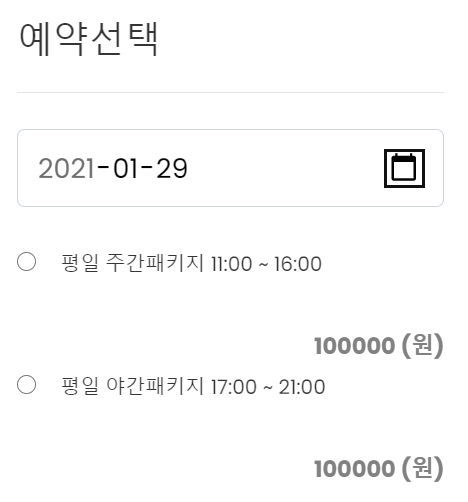 예약선택
2021-01-29
평일 주간패키지 11:00 ~ 16:00
100000 (원)
평일 야간패키지 17:00 ~ 21:00
100000 (원)